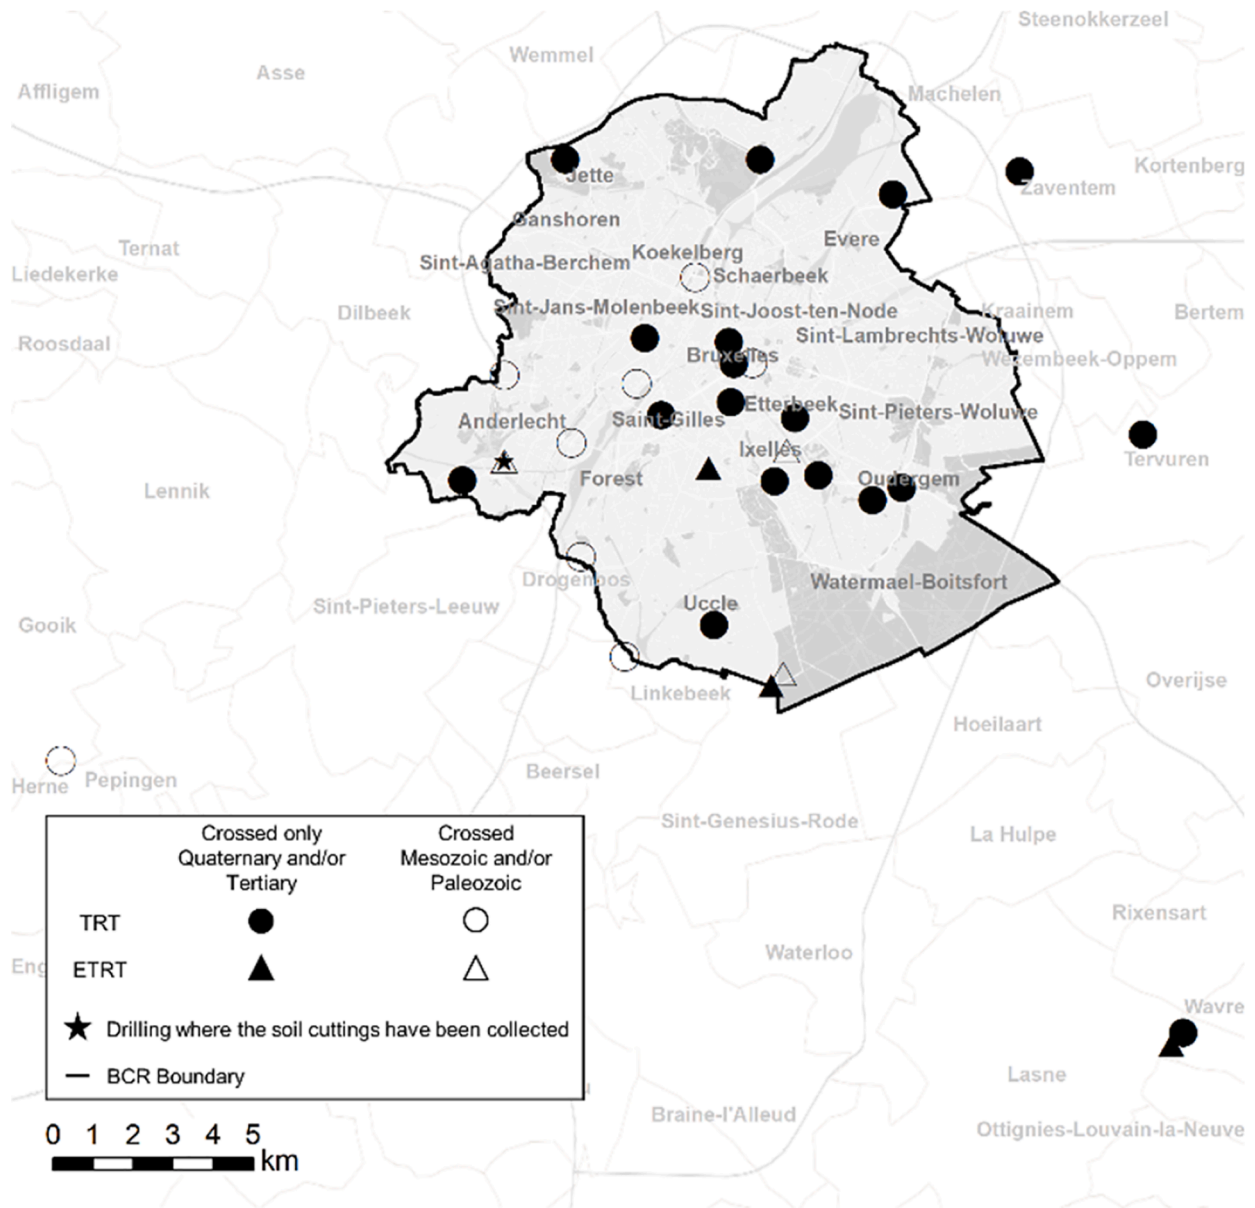 Steenokkerzeel
Wemmel
Asse
Affligem
Machelen
Kortenberg
Jette
Zaventem
Ganshoren
Evere
Ternat
Koekelberg
Sint-Agatha-Berchem
Schaerbeek
Liedekerke
Sint-Jans-Molenbeek
Sint-Joost-ten-Node
Dilbeek
Kraainem
Bertem
Sint-Lambrechts-Woluwe
Roosdaal
Bruxelles
Wezembeek-Oppem
Etterbeek
Sint-Pieters-Woluwe
Anderlecht
Saint-Gilles
Ixelles
Tervuren
Forest
Oudergem
Lennik
Drogenbos
Watermael-Boitsfort
Sint-Pieters-Leeuw
Uccle
Gooik
Overijse
Linkebeek
Hoeilaart
Beersel
Herne
Pepingen
Sint-Genesius-Rode
La Hulpe
Crossed only
Quaternary and/or
Tertiary
Crossed
Mesozoic and/or
Paleozoic
TRT
ETRT
Drilling where the soil cuttings have been collected
BCR Boundary
Eng
Rixensart
Waterloo
Wavre
Lasne
Braine-l'Alleud
Ottignies-Louvain-la-Neuve
0 1 2 3 4 5
km